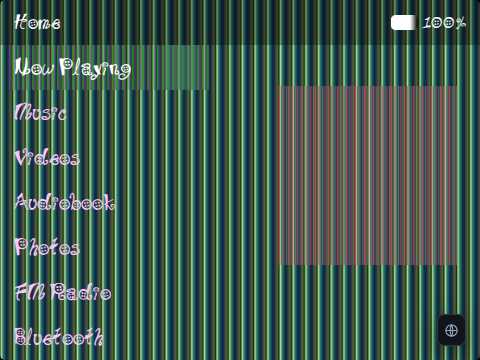 Home
100%
Now Playing
Music
Videos
Audiobook
Photos
FM Radio
Bluetooth